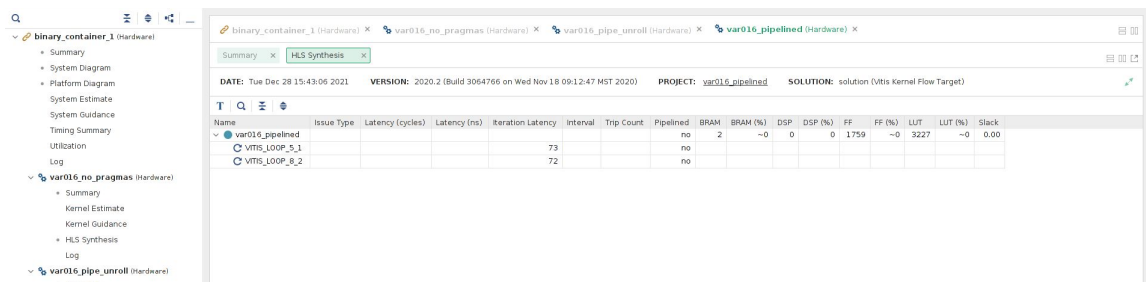 binary_container_1 (Hardware)
Summary
System Diagram
Platform Diagram
System Estimate
System Guidance
Timing Summary
Utilization
Log
var016_no_pragmas (Hardware)
Summary
Kernel Estimate
Kernel Guidance
HLS Synthesis
Log
var016_pipe_unroll (Hardware)
binary_container_1 (Hardware) × var016_no_pragmas (Hardware) × var016_pipe_unroll (Hardware) × var016_pipelined (Hardware) ×
Summary × HLS Synthesis ×
DATE: Tue Dec 28 15:43:06 2021 VERSION: 2020.2 (Build 3064766 on Wed Nov 18 09:12:47 MST 2020) PROJECT: var016_pipelined SOLUTION: solution (Vitis Kernel Flow Target)
T
Name Issue Type Latency (cycles) Latency (ns) Iteration Latency Interval Trip Count Pipelined BRAM BRAM (%) DSP DSP (%) FF FF (%) LUT LUT (%) Slack
var016_pipelined no 2 ~0 0 0 1759 ~0 3227 ~0 0.00
VITIS_LOOP_5_1 73 no
VITIS_LOOP_8_2 72 no